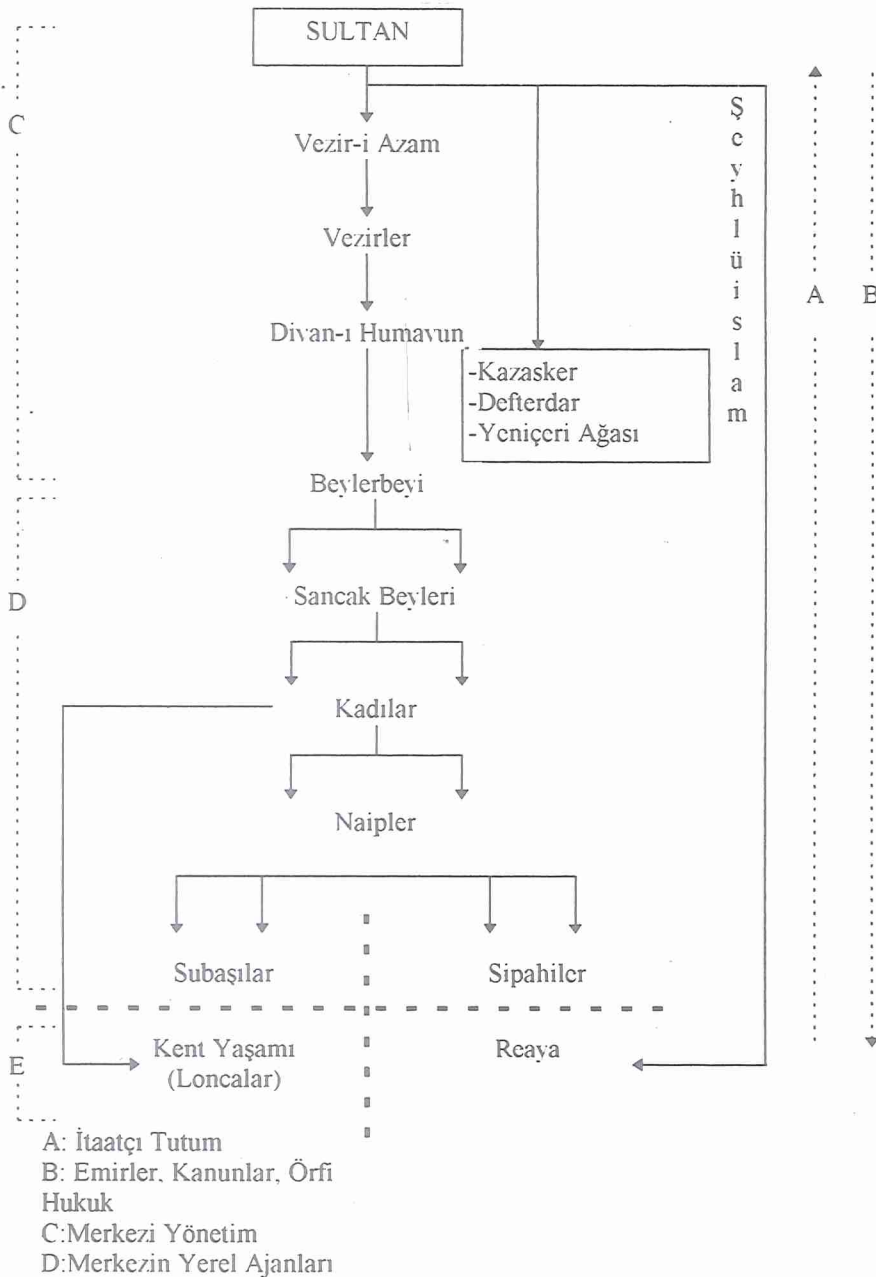 SULTAN
C
Vezir-i Azam
Şeyhlüislam
Vezirler
A
B
Divan-ı Humayun
-Kazasker
-Defterdar
-Yeniçeri Ağası
Beylerbeyi
D
Sancak Beyleri
Kadılar
Naipler
Subaşılar
Sipahiler
E
Kent Yaşamı
(Loncalar)
Reaya
A: İtaatçı Tutum
B: Emirler, Kanunlar, Örfi
Hukuk
C:Merkezi Yönetim
D:Merkezin Yerel Ajanları